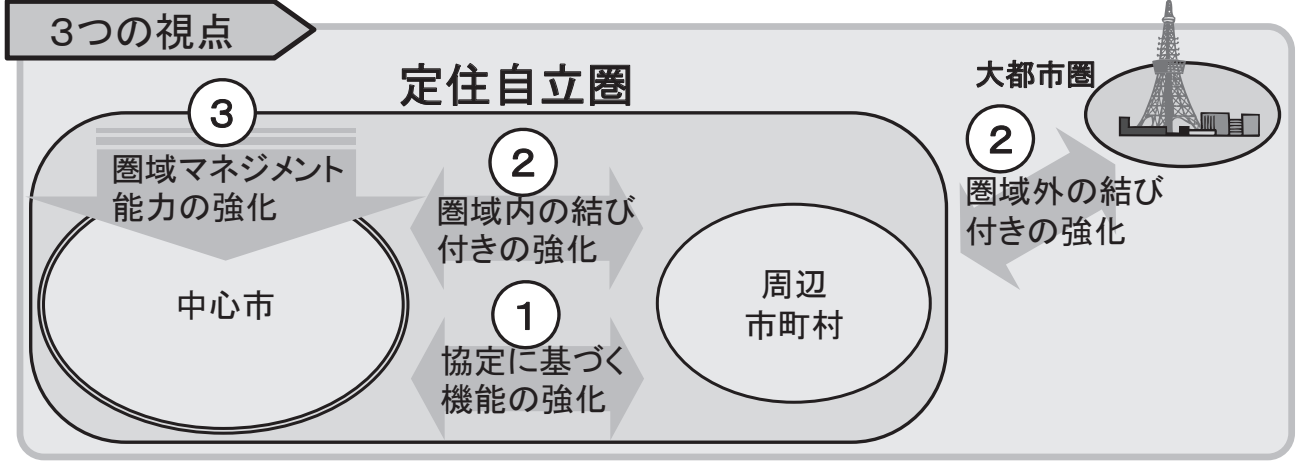 3つの視点
定住自立圏
大都市圏
③
圏域マネジメント
能力の強化
②
圏域内の結び
付きの強化
②
圏域外の結び
付きの強化
中心市
①
協定に基づく
機能の強化
周辺
市町村